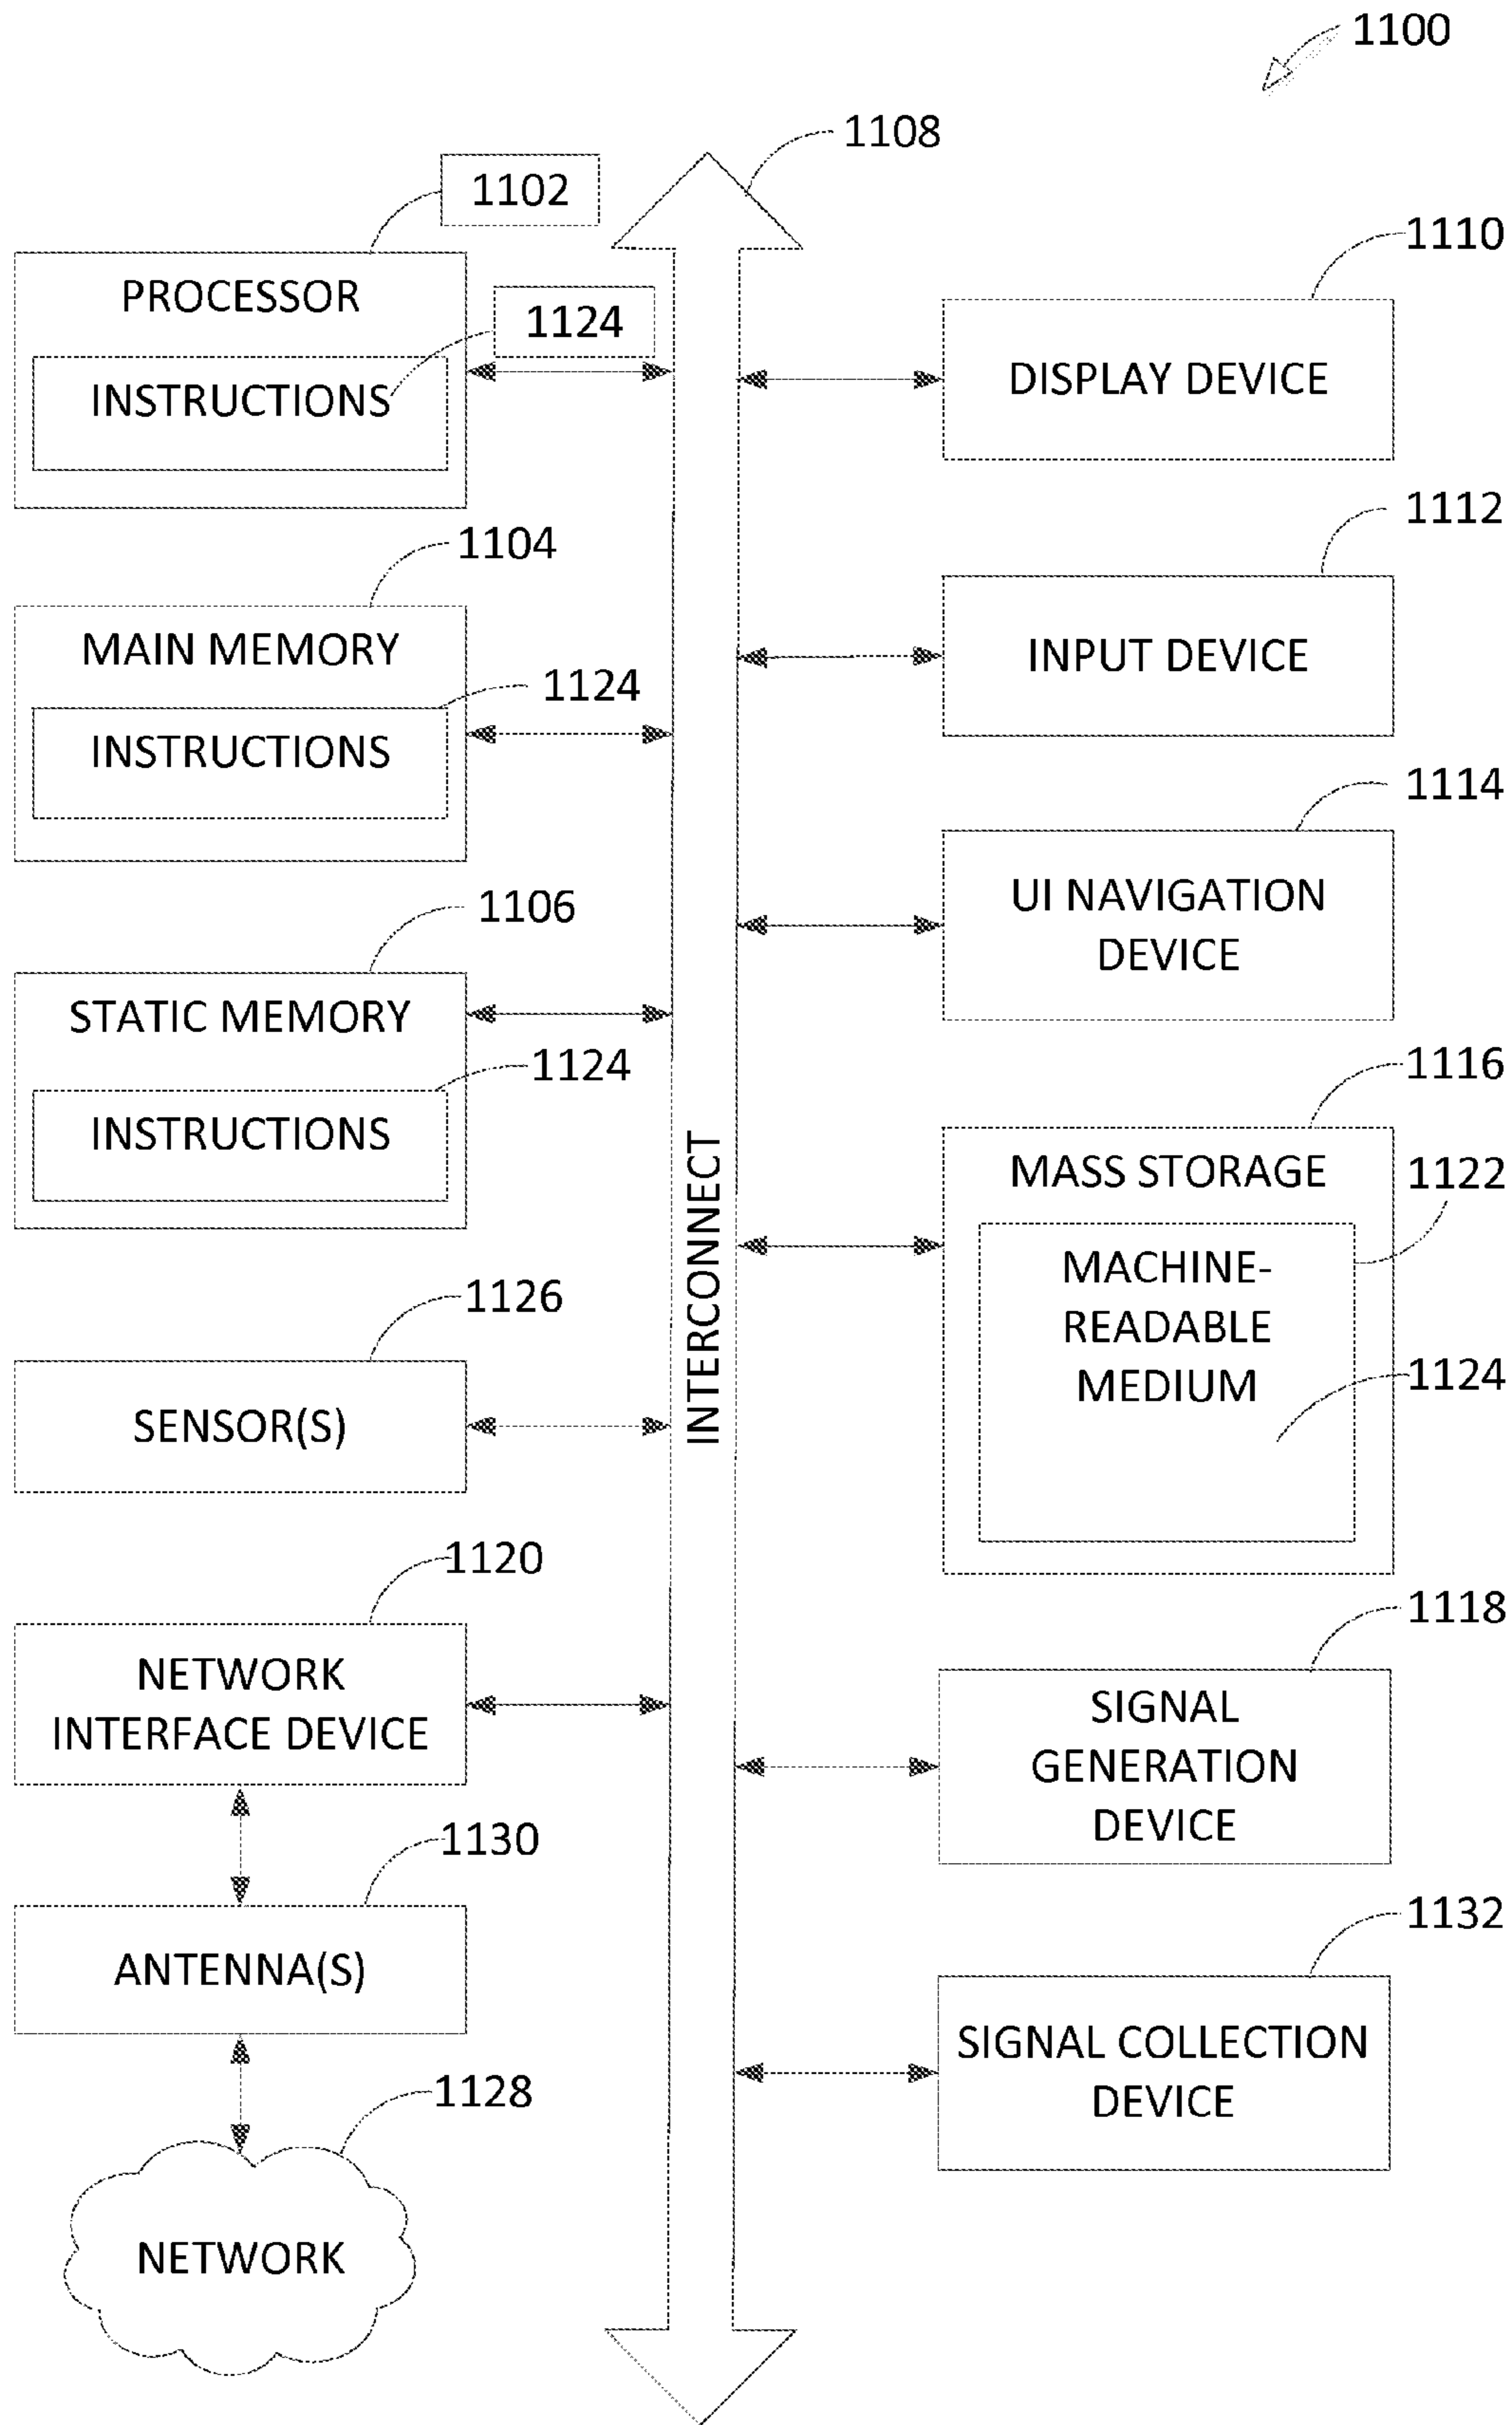 1100
1108
1102
PROCESSOR
1124
INSTRUCTIONS
1104
MAIN MEMORY
1124
INSTRUCTIONS
1106
STATIC MEMORY
1124
INSTRUCTIONS
1126
SENSOR(S)
1120
NETWORK
INTERFACE DEVICE
1130
ANTENNA(S)
1128
NETWORK
INTERCONNECT
1110
DISPLAY DEVICE
1112
INPUT DEVICE
1114
UI NAVIGATION
DEVICE
1116
MASS STORAGE
1122
MACHINE-
READABLE
MEDIUM
1124
1118
SIGNAL
GENERATION
DEVICE
1132
SIGNAL COLLECTION
DEVICE